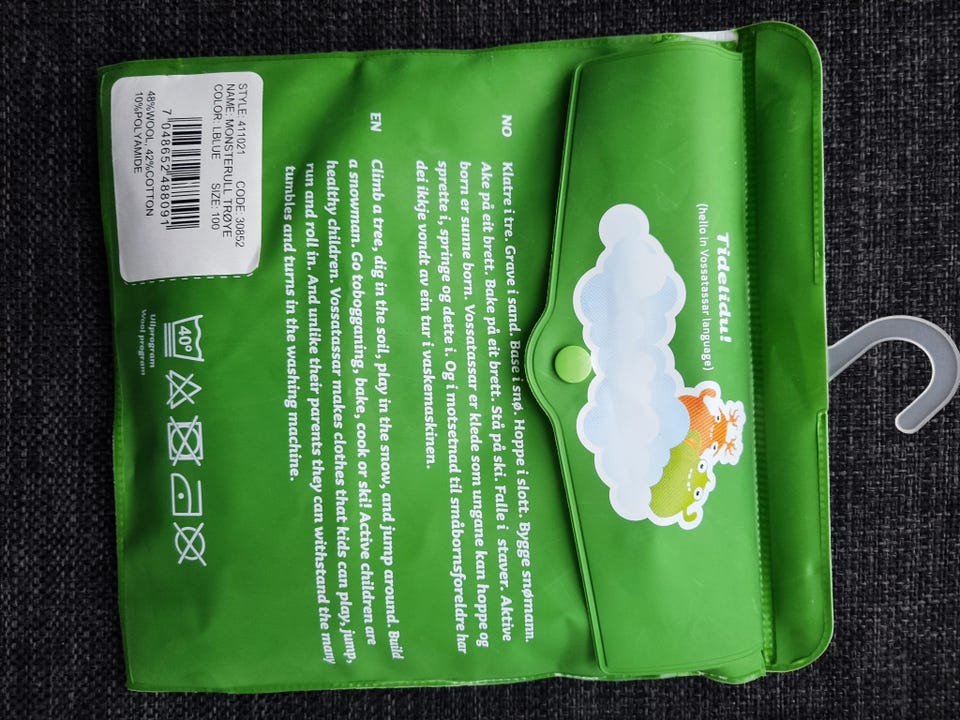 Tidelidu!
(hello in Vossatassar language)
NO
Klatre i tre. Grave i sand. Base i snø. Hoppe i slott. Bygge snømann.
Ake på eit brett. Bake på eit brett. Stå på ski. Falle i staver. Aktive
born er sunne born. Vossatassar er klede som ungane kan hoppe og
sprette i, springe og dette i. Og i motsetnad til småbornsforeldre har
dei ikkje vondt av ein tur i vaskemaskinen.
EN
Climb a tree, dig in the soil, play in the snow, and jump around. Build
a snowman. Go tobogganing, bake, cook or ski! Active children are
healthy children. Vossatassar makes clothes that kids can play, jump,
run and roll in. And unlike their parents they can withstand the many
tumbles and turns in the washing machine.
STYLE: 411021 CODE: 30852
NAME: MONSTERULL TRØYE
COLOR: LBLUE SIZE: 100
7 048652 488091
48%WOOL, 42%COTTON
10%POLYAMIDE
40°
Ullprogram
Wool program